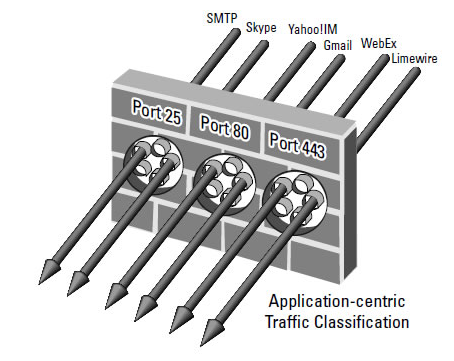 SMTP
Skype
Yahoo!IM
Gmail
WebEx
Limewire
Port 25
Port 80
Port 443
Application-centric
Traffic Classification